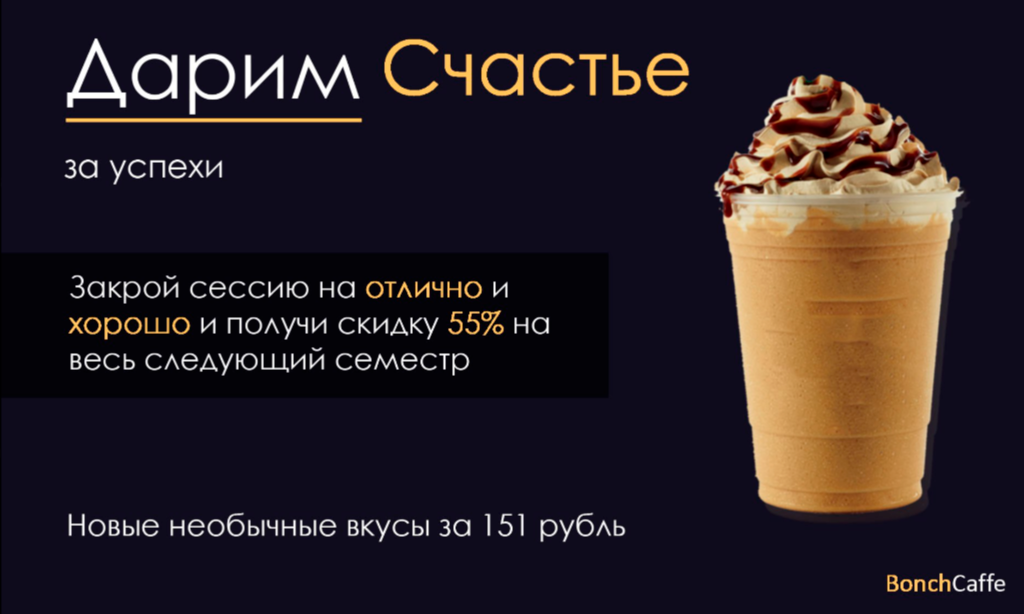 Дарим Счастье
за успехи
Закрой сессию на отлично и
хорошо и получи скидку 55% на
весь следующий семестр
Новые необычные вкусы за 151 рубль
BonchCaffe